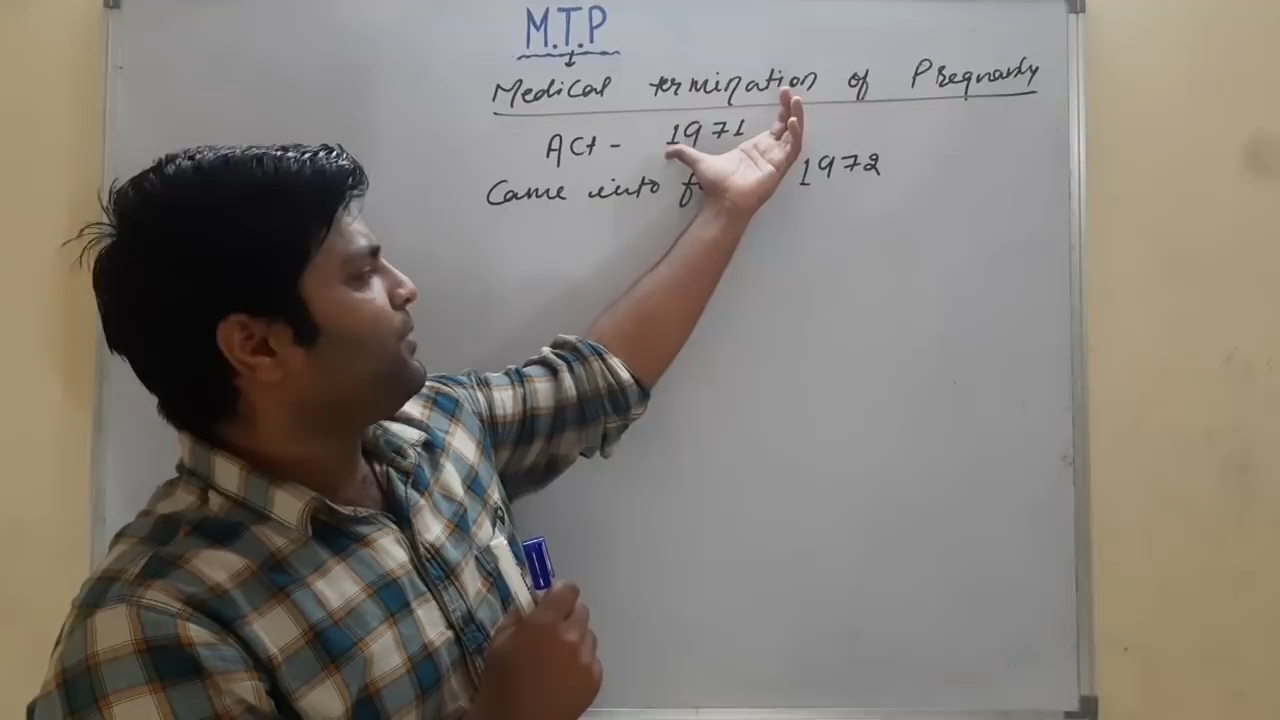 M.T.P
Medical termination of Pregnancy
Act - 1971
Came into 1972